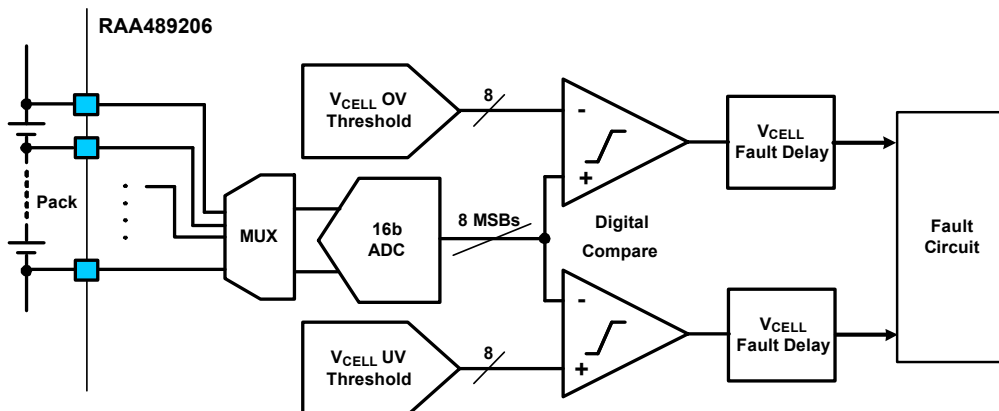 RAA489206
VCELL OV
Threshold
8
-
+
VCELL
Fault Delay
Pack
MUX
16b
ADC
8 MSBs
Digital
Compare
Fault
Circuit
VCELL UV
Threshold
8
-
+
VCELL
Fault Delay